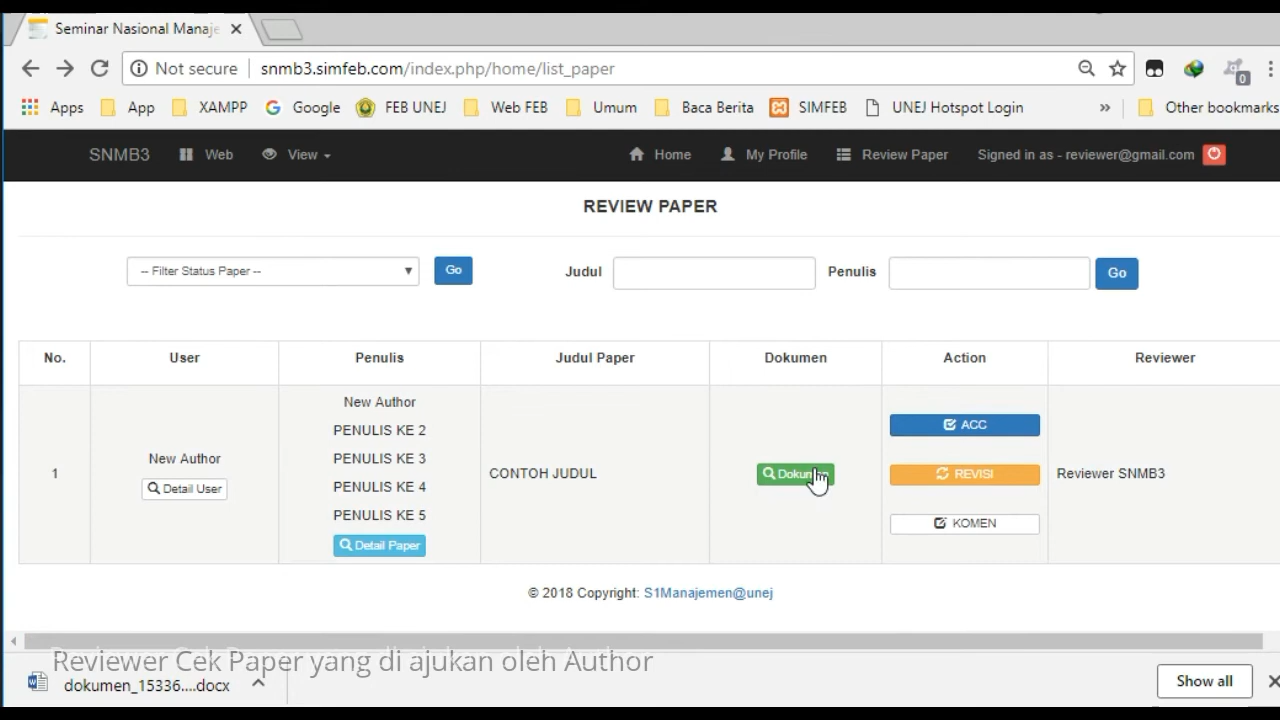 Seminar Nasional Manaje
Not secure snmb3.simfeb.com/index.php/home/list_paper
0
Apps App XAMPP Google FEB UNEJ Web FEB Umum Baca Berita SIMFEB UNEJ Hotspot Login » Other bookmarks
SNMB3 Web View Home My Profile Review Paper Signed in as - reviewer@gmail.com
REVIEW PAPER
-- Filter Status Paper -- Go Judul Penulis Go
No. User Penulis Judul Paper Dokumen Action Reviewer
New Author
ACC
PENULIS KE 2
New Author PENULIS KE 3
1 CONTOH JUDUL REVISI Reviewer SNMB3
Detail User PENULIS KE 4
PENULIS KE 5
KOMEN
Detail Paper
© 2018 Copyright: S1Manajemen@unej
Reviewer Cek Paper yang di ajukan oleh Author
dokumen_15336....docx Show all